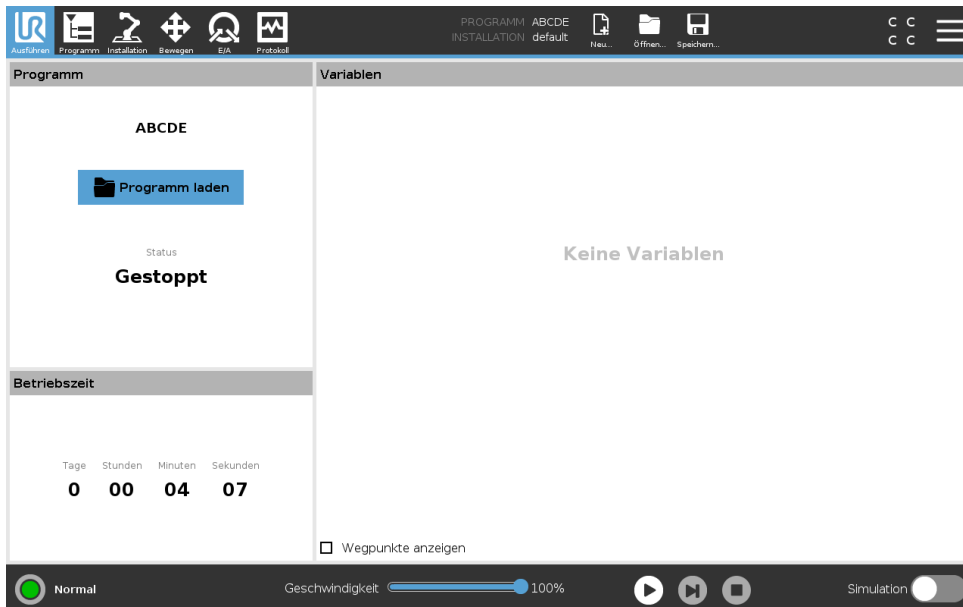 UR
Ausführen Programm Installation Bewegen E/A Protokoll
PROGRAMM ABCDE
INSTALLATION default
Neu... Öffnen... Speichern...
C C
C C
Programm
ABCDE
Programm laden
Status
Gestoppt
Variablen
Keine Variablen
Wegpunkte anzeigen
Betriebszeit
Tage Stunden Minuten Sekunden
0 00 04 07
Normal
Geschwindigkeit 100%
Simulation